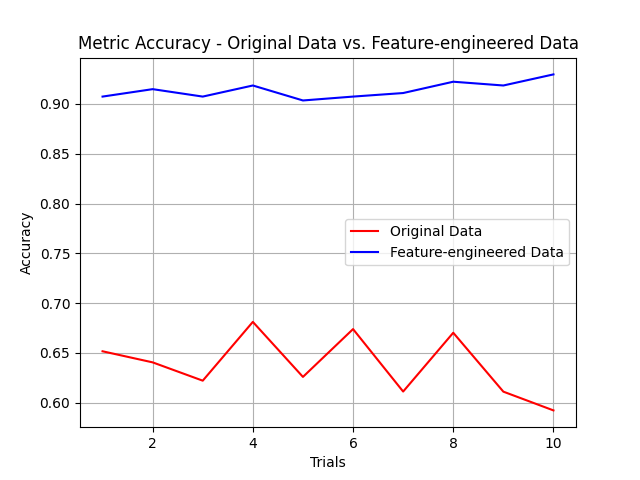 Metric Accuracy - Original Data vs. Feature-engineered Data
Accuracy
0.90
0.85
0.80
0.75
0.70
0.65
0.60
Original Data
Feature-engineered Data
2
4
6
8
10
Trials